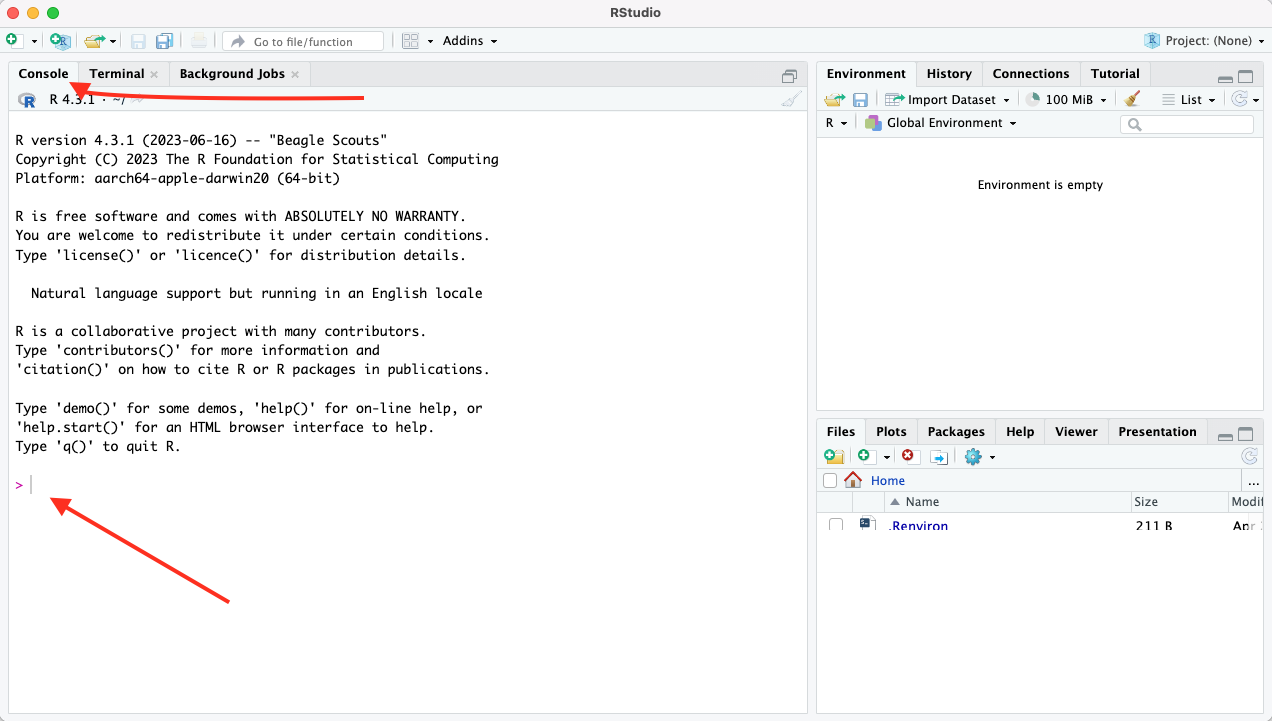 RStudio
Go to file/function Addins Project: (None)
Console Terminal Background Jobs
R R 4.3.1 · ~/
R version 4.3.1 (2023-06-16) -- "Beagle Scouts"
Copyright (C) 2023 The R Foundation for Statistical Computing
Platform: aarch64-apple-darwin20 (64-bit)
R is free software and comes with ABSOLUTELY NO WARRANTY.
You are welcome to redistribute it under certain conditions.
Type 'license()' or 'licence()' for distribution details.
Natural language support but running in an English locale
R is a collaborative project with many contributors.
Type 'contributors()' for more information and
'citation()' on how to cite R or R packages in publications.
Type 'demo()' for some demos, 'help()' for on-line help, or
'help.start()' for an HTML browser interface to help.
Type 'q()' to quit R.
>
Environment History Connections Tutorial
Import Dataset 100 MiB List
R Global Environment
Environment is empty
Files Plots Packages Help Viewer Presentation
Home ...
Name Size Modif
.Renviron 211 B Apr